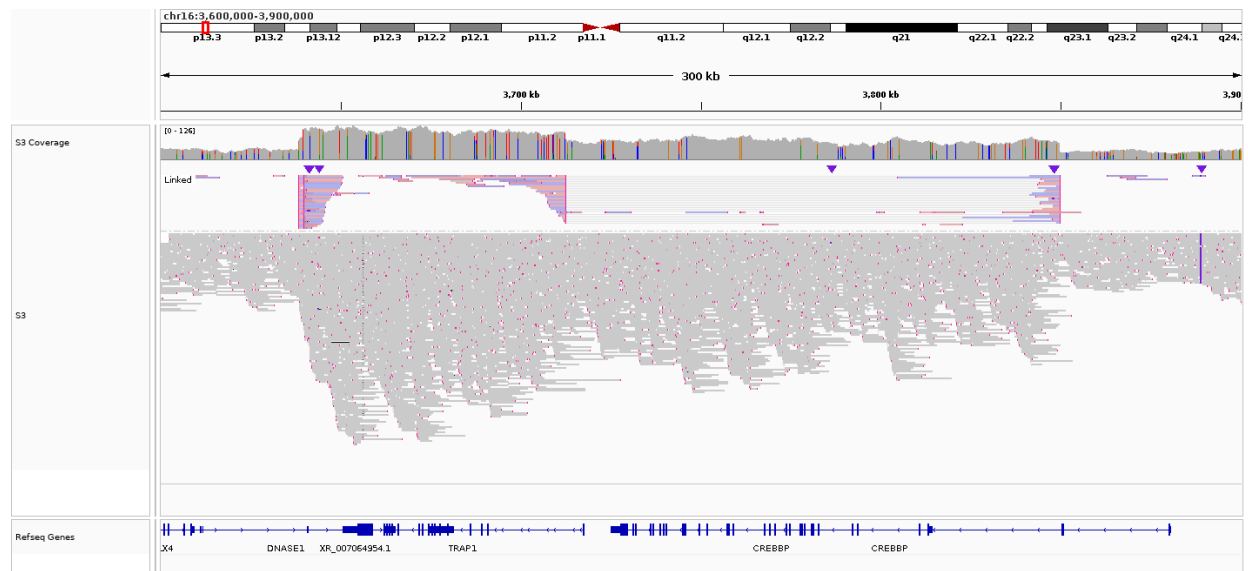 chr16:3,600,000-3,900,000
p13.3 p13.2 p13.12 p12.3 p12.2 p12.1 p11.2 p11.1 q11.2 q12.1 q12.2 q21 q22.1 q22.2 q23.1 q23.2 q24.1 q24.
300 kb
3,700 kb 3,800 kb 3,90
S3 Coverage
[0 - 126]
Linked
S3
Refseq Genes
.X4 DNASE1 XR_007064954.1 TRAP1 CREBBP CREBBP